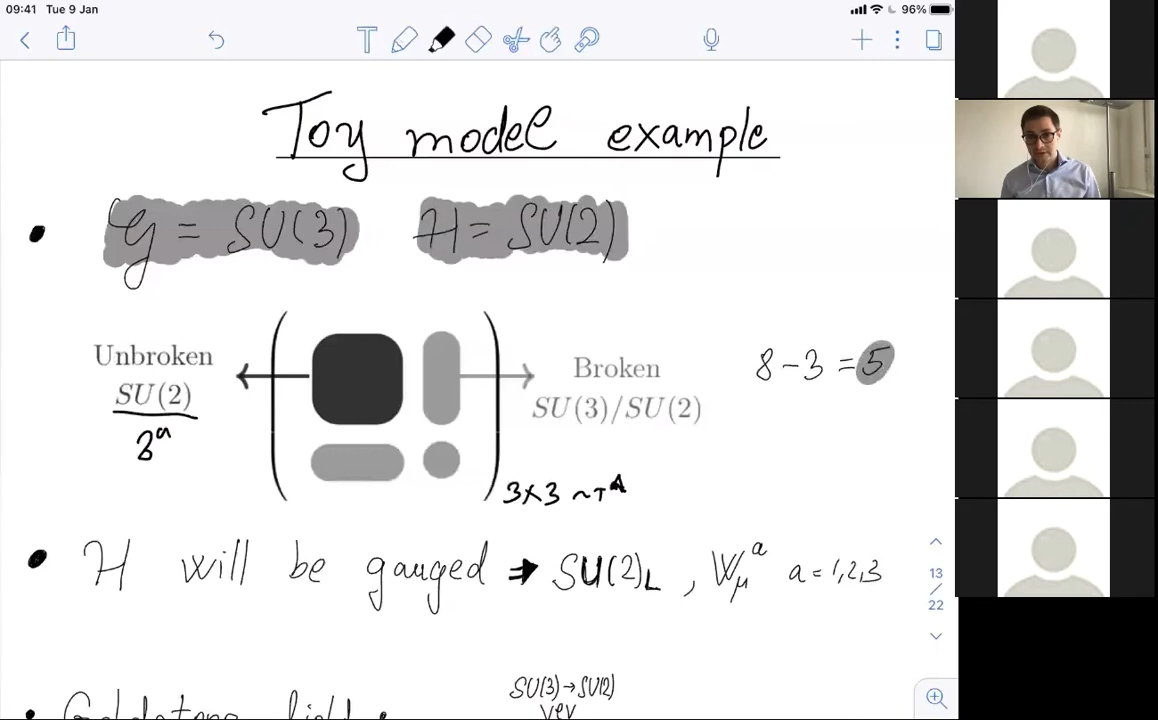 09:41 Tue 9 Jan 96%
Toy model example
G = SU(3) H = SU(2)
Unbroken
SU(2)
3ᵃ
Broken
SU(3)/SU(2)
8 - 3 = 5
3×3 ~Tᴬ
H will be gauged ⇒ SU(2)_L , W_μ^a a = 1,2,3
13
/
22
SU(3)→SU(2)
vev